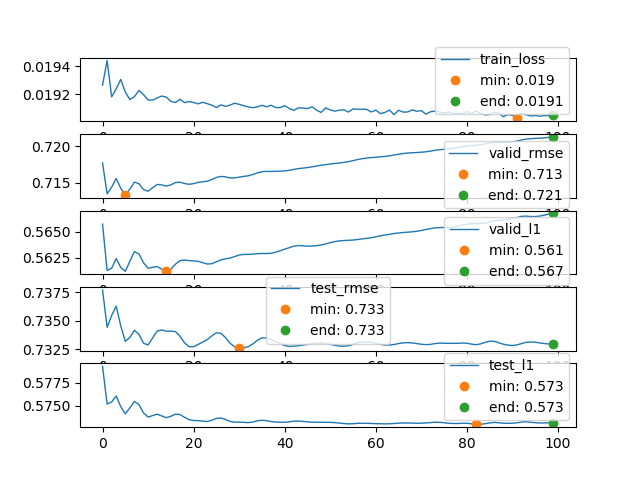 0.0194
0.0192
train_loss
min: 0.019
end: 0.0191
0.720
0.715
valid_rmse
min: 0.713
end: 0.721
0.5650
0.5625
valid_l1
min: 0.561
end: 0.567
0.7375
0.7350
0.7325
test_rmse
min: 0.733
end: 0.733
0.5775
0.5750
test_l1
min: 0.573
end: 0.573
0 20 40 60 80 100